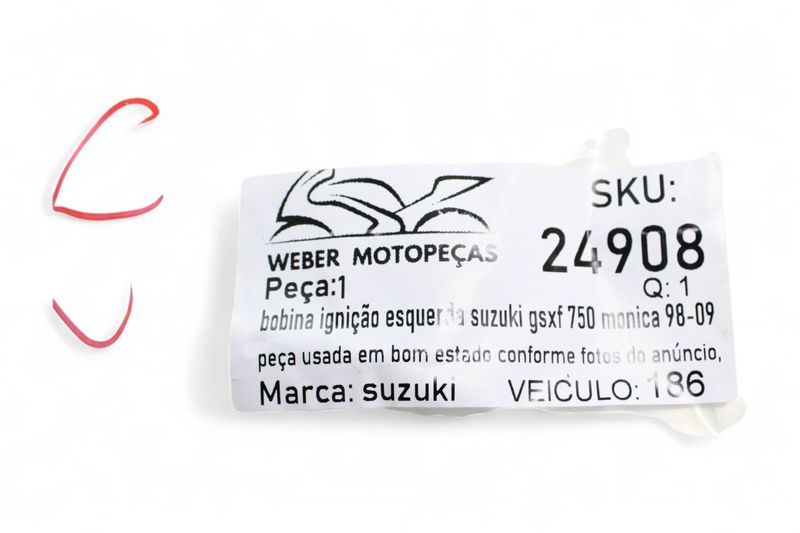 SKU:
24908
WEBER MOTOPEÇAS
Peça:1
Q: 1
bobina ignição esquerda suzuki gsxf 750 monica 98-09
peça usada em bom estado conforme fotos do anúncio,
Marca: suzuki VEICULO: 186